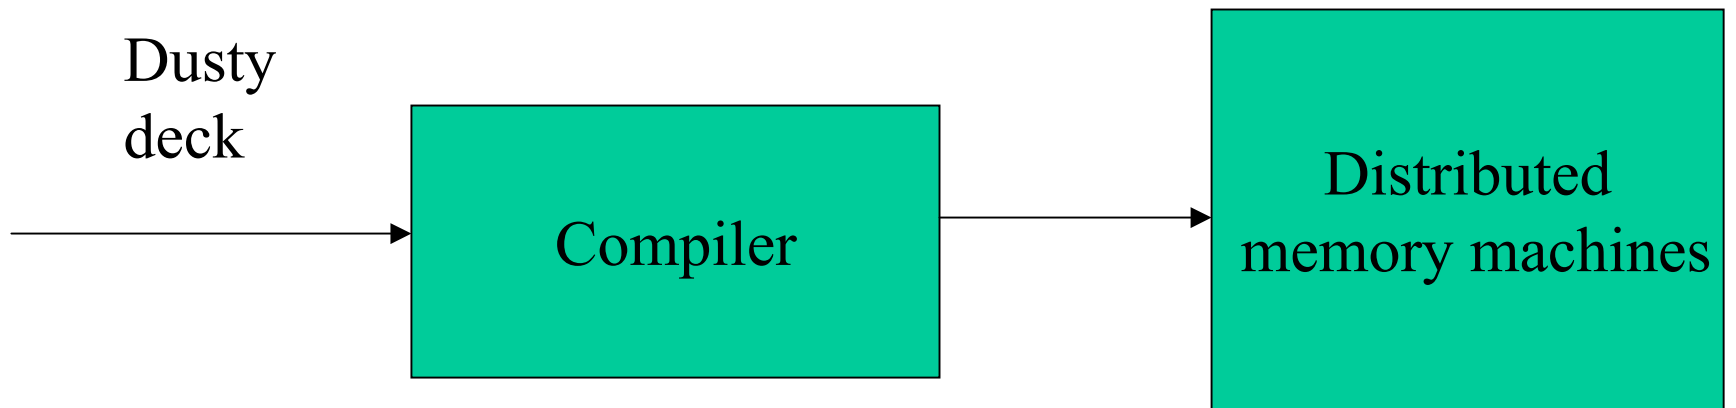 Dusty
deck
Compiler
Distributed
memory machines